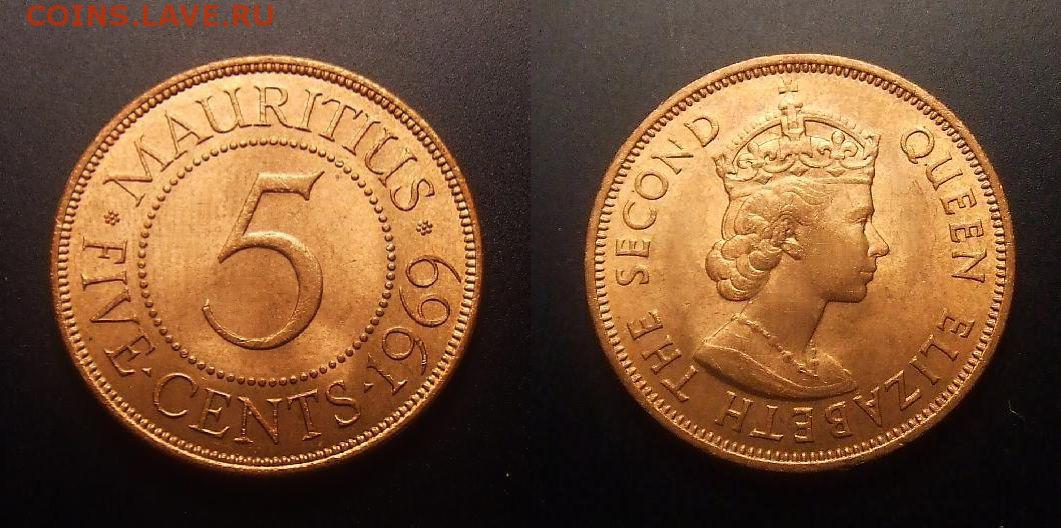 COINS.LAVE.RU
MAURITIUS
5
FIVE·CENTS·1969
QUEEN ELIZABETH THE SECOND